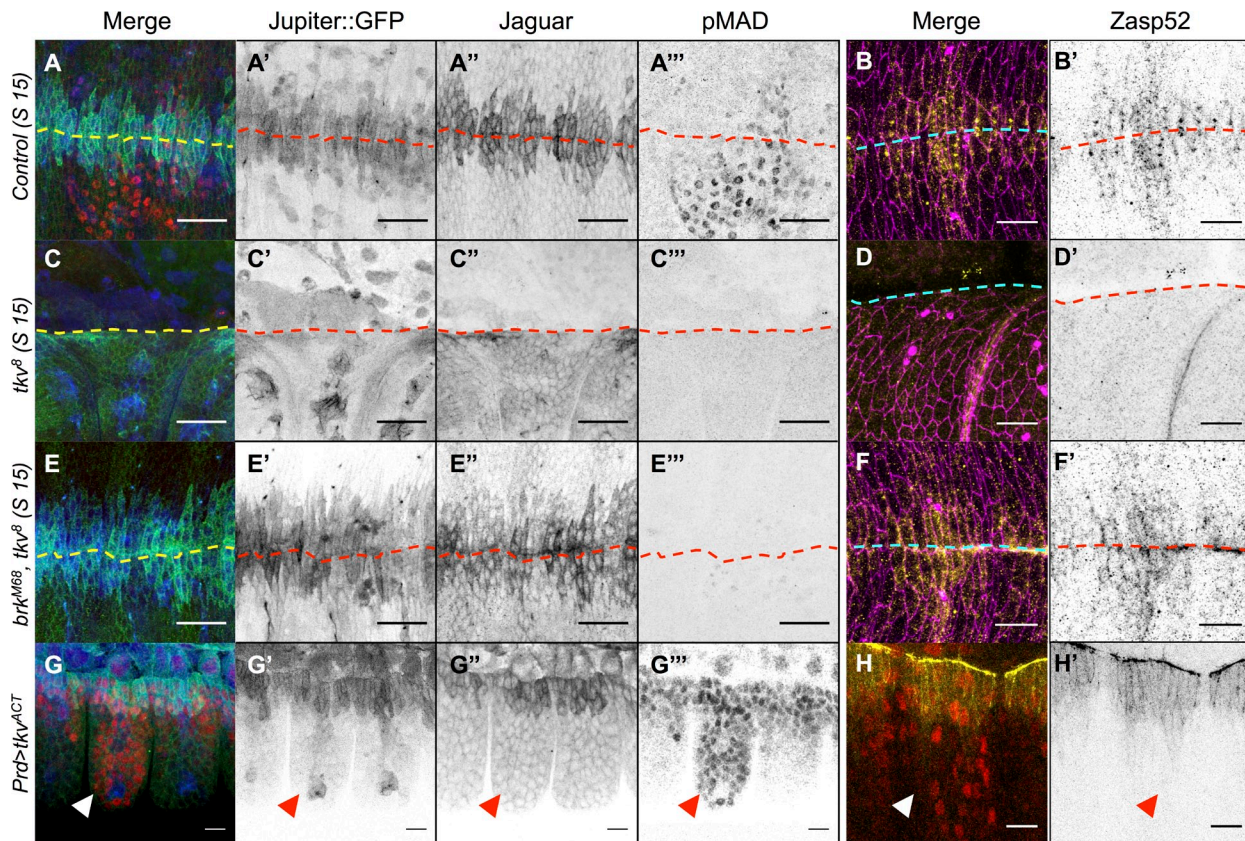 Merge Jupiter::GFP Jaguar pMAD Merge Zasp52
Control (S 15) A A' A'' A''' B B'
tkv⁸ (S 15) C C' C'' C''' D D'
brkᴹ⁶⁸, tkv⁸ (S 15) E E' E'' E''' F F'
Prd>tkvᴬᶜᵀ G G' G'' G''' H H'